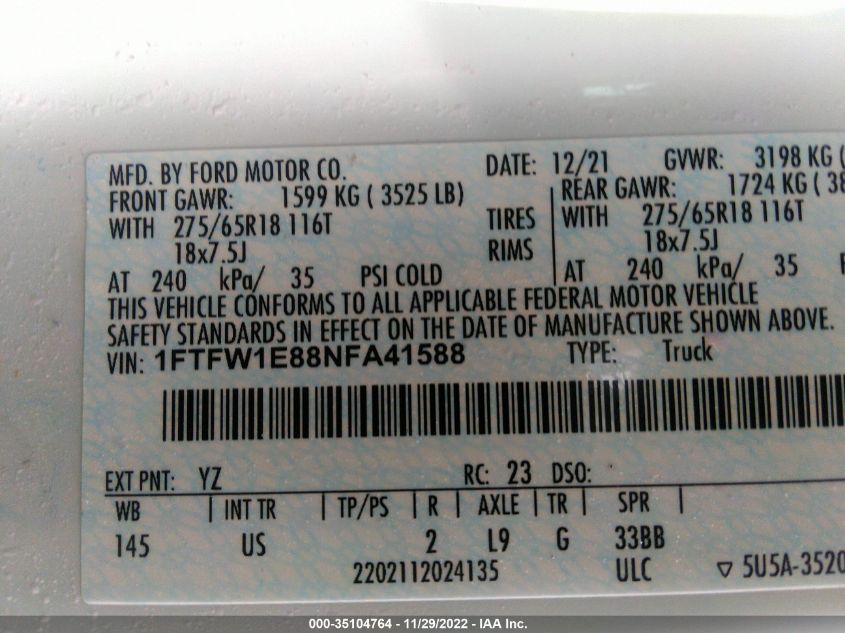 MFD. BY FORD MOTOR CO. DATE: 12/21 GVWR: 3198 KG (
FRONT GAWR: 1599 KG ( 3525 LB) REAR GAWR: 1724 KG ( 38
WITH 275/65R18 116T TIRES WITH 275/65R18 116T
18x7.5J RIMS 18x7.5J
AT 240 kPa/ 35 PSI COLD AT 240 kPa/ 35
THIS VEHICLE CONFORMS TO ALL APPLICABLE FEDERAL MOTOR VEHICLE
SAFETY STANDARDS IN EFFECT ON THE DATE OF MANUFACTURE SHOWN ABOVE.
VIN: 1FTFW1E88NFA41588 TYPE: Truck
EXT PNT: YZ RC: 23 DSO:
WB | INT TR | TP/PS | R | AXLE | TR | SPR |
145 US 2 L9 G 33BB
2202112024135 ULC ▽ 5U5A-3520
000-35104764 - 11/29/2022 - IAA Inc.